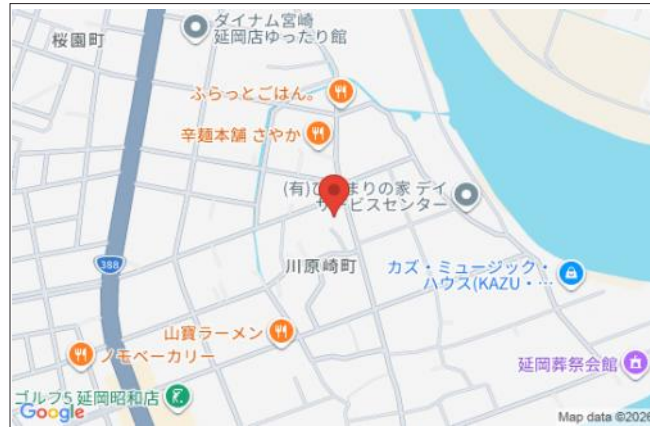 ダイナム宮崎
延岡店ゆったり館
桜園町
ふらっとごはん。
辛麺本舗 さやか
(有)ひ
まりの家 デイ
サービスセンター
388
川原崎町
カズ・ミュージック・
ハウス(KAZU・…
山寶ラーメン
ノモベーカリー
延岡葬祭会館
ゴルフ5 延岡昭和店
Google
Map data ©2026